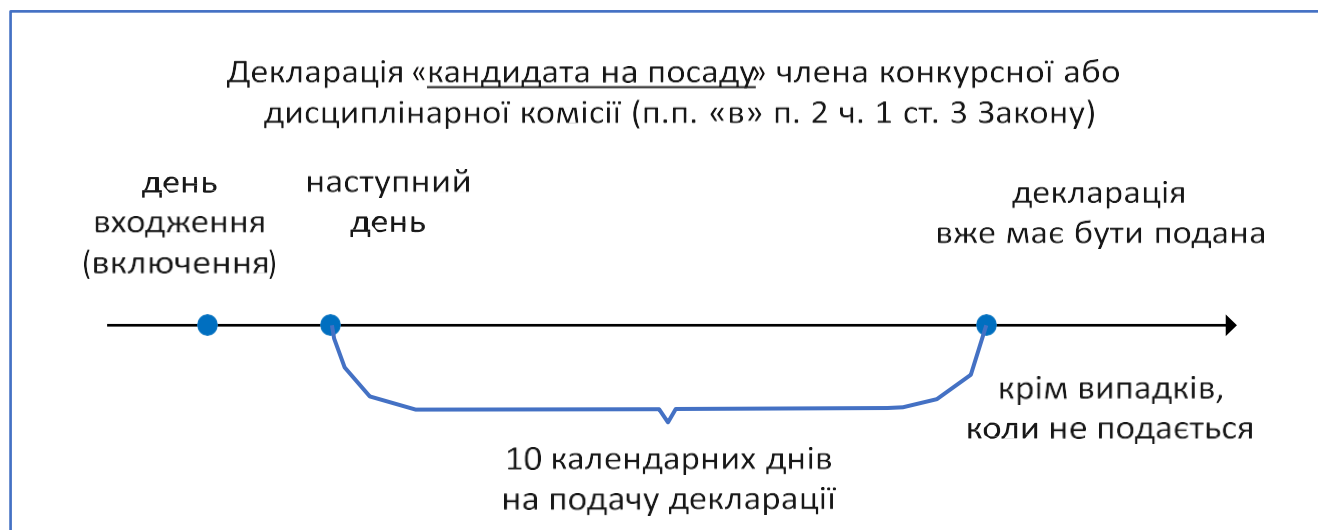 Декларація «кандидата на посаду» члена конкурсної або
дисциплінарної комісії (п.п. «в» п. 2 ч. 1 ст. 3 Закону)
день
входження
(включення)
наступний
день
декларація
вже має бути подана
крім випадків,
коли не подається
10 календарних днів
на подачу декларації